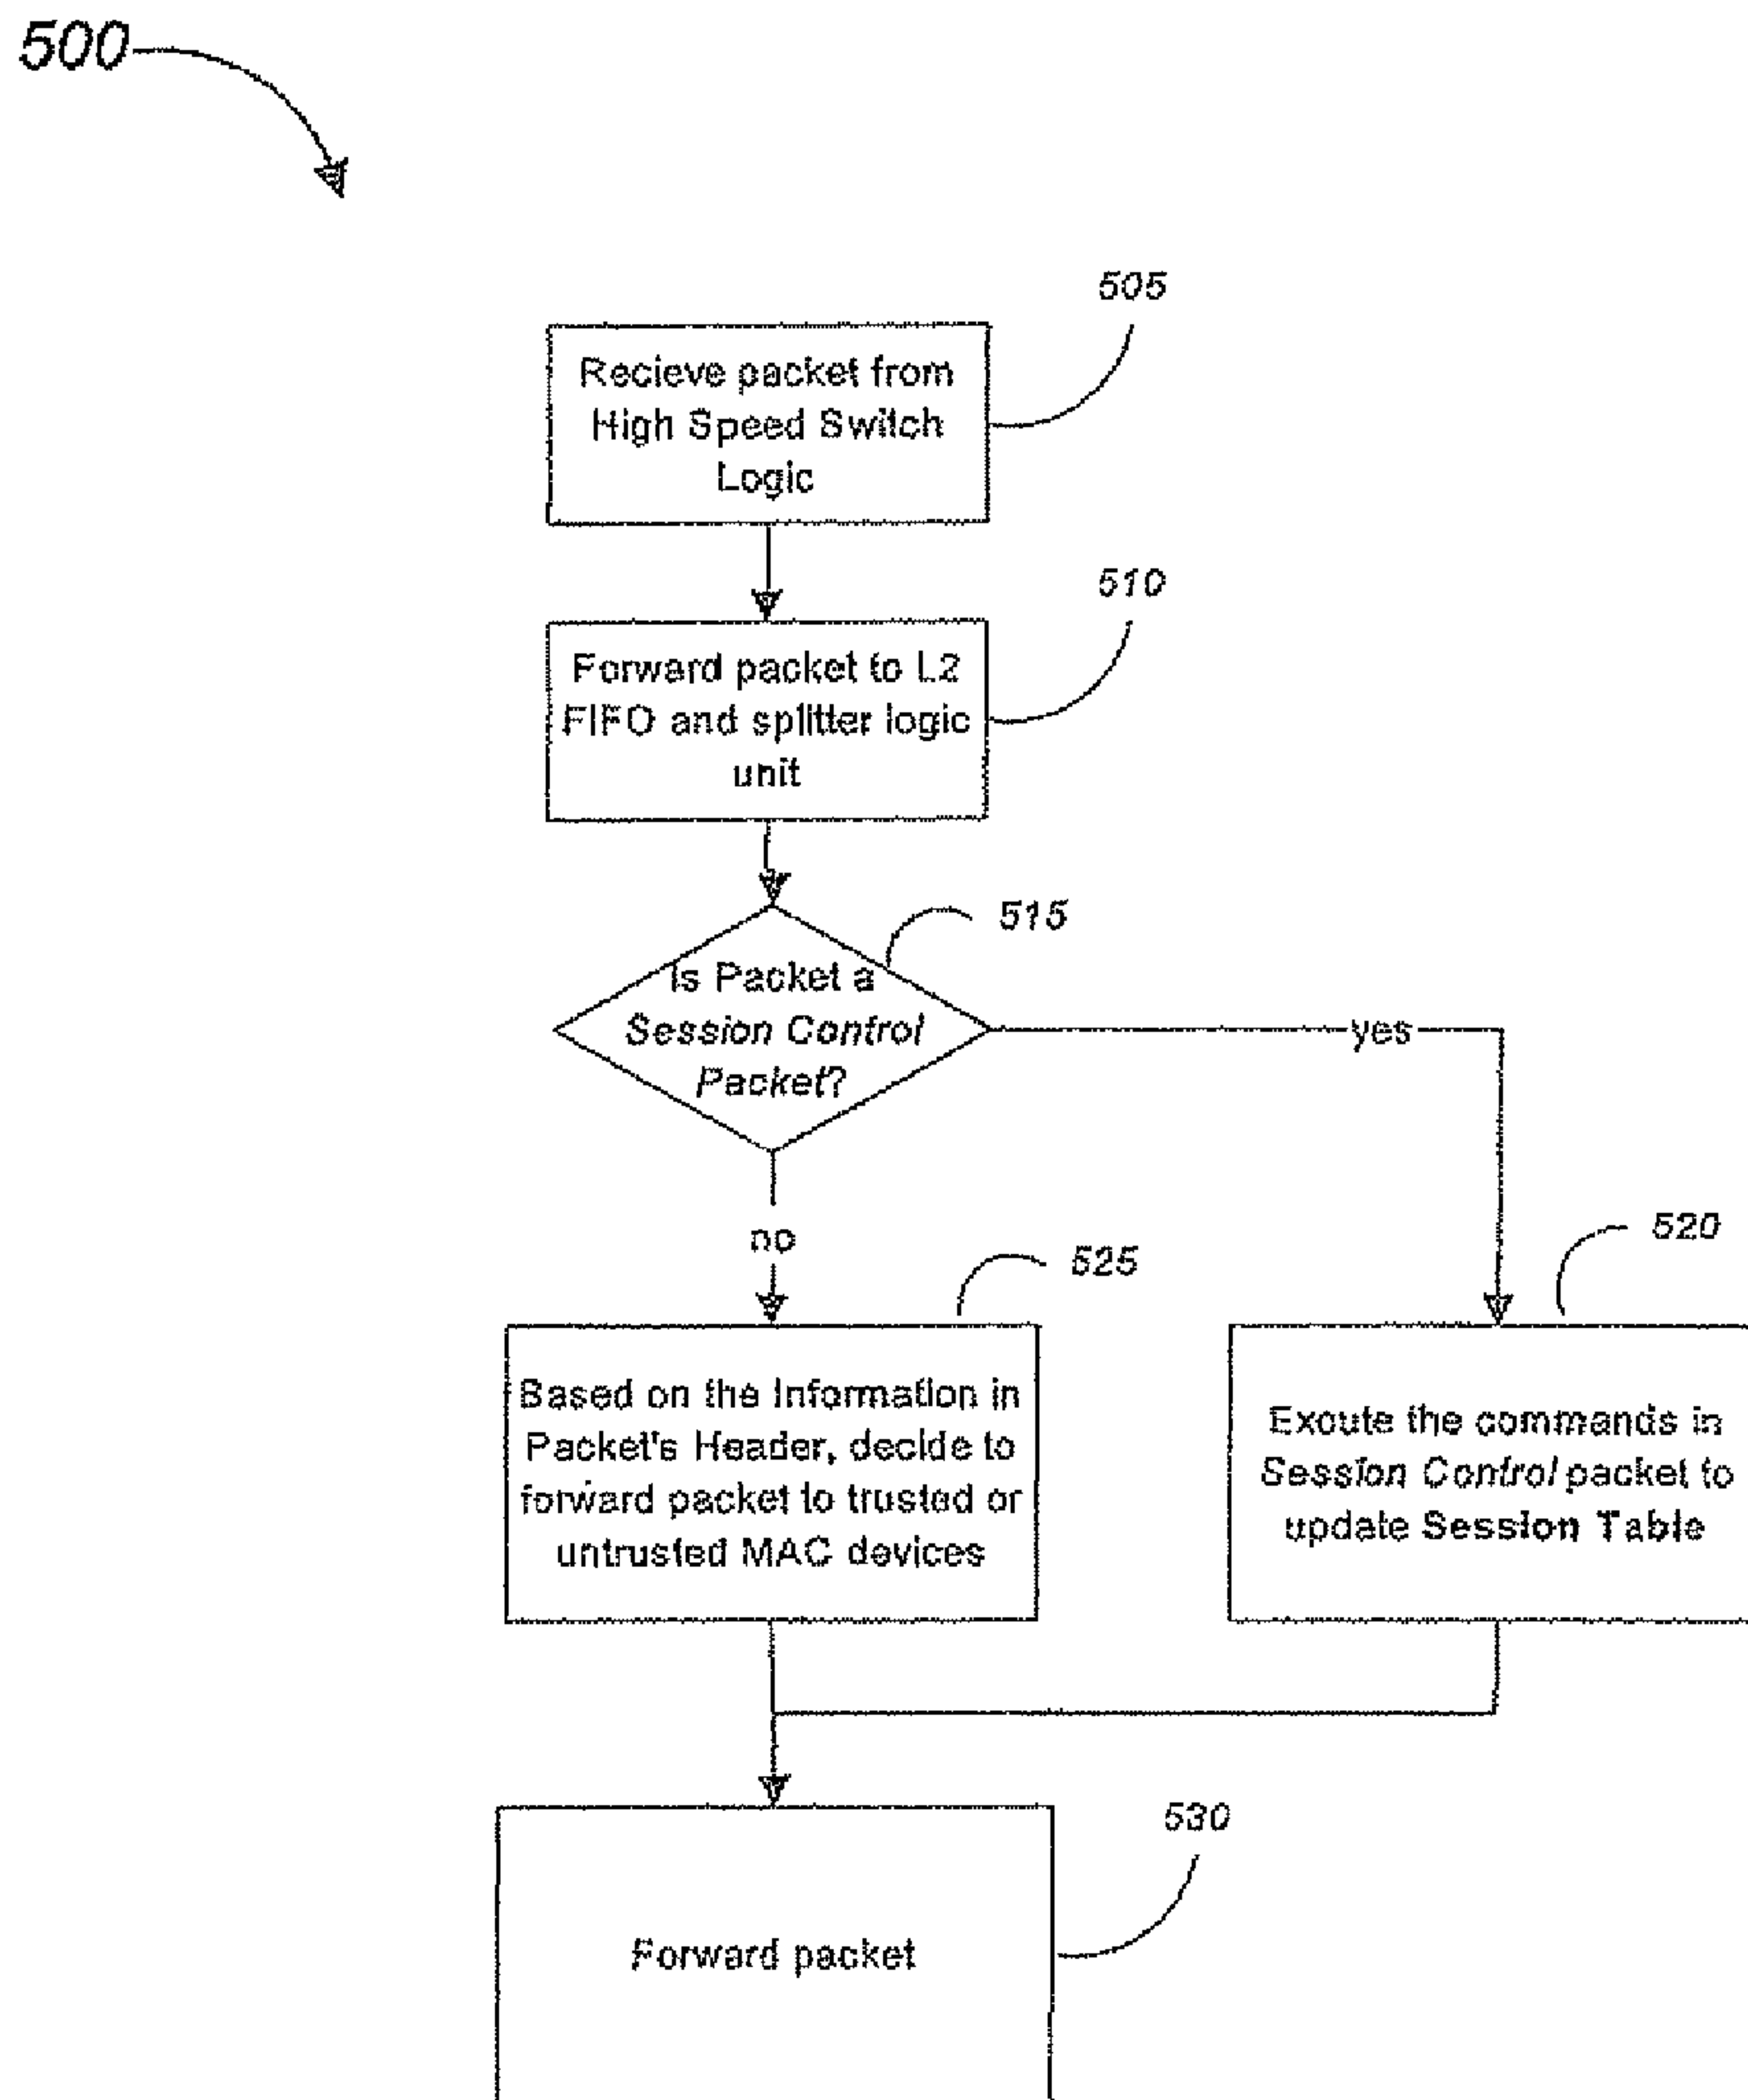 500
505
Recieve packet from
High Speed Switch
Logic
510
Forward packet to L2
FIFO and splitter logic
unit
515
Is Packet a
Session Control
Packet?
yes
no
520
525
Based on the Information in
Packet's Header, decide to
forward packet to trusted or
untrusted MAC devices
Exoute the commands in
Session Control packet to
update Session Table
530
Forward packet